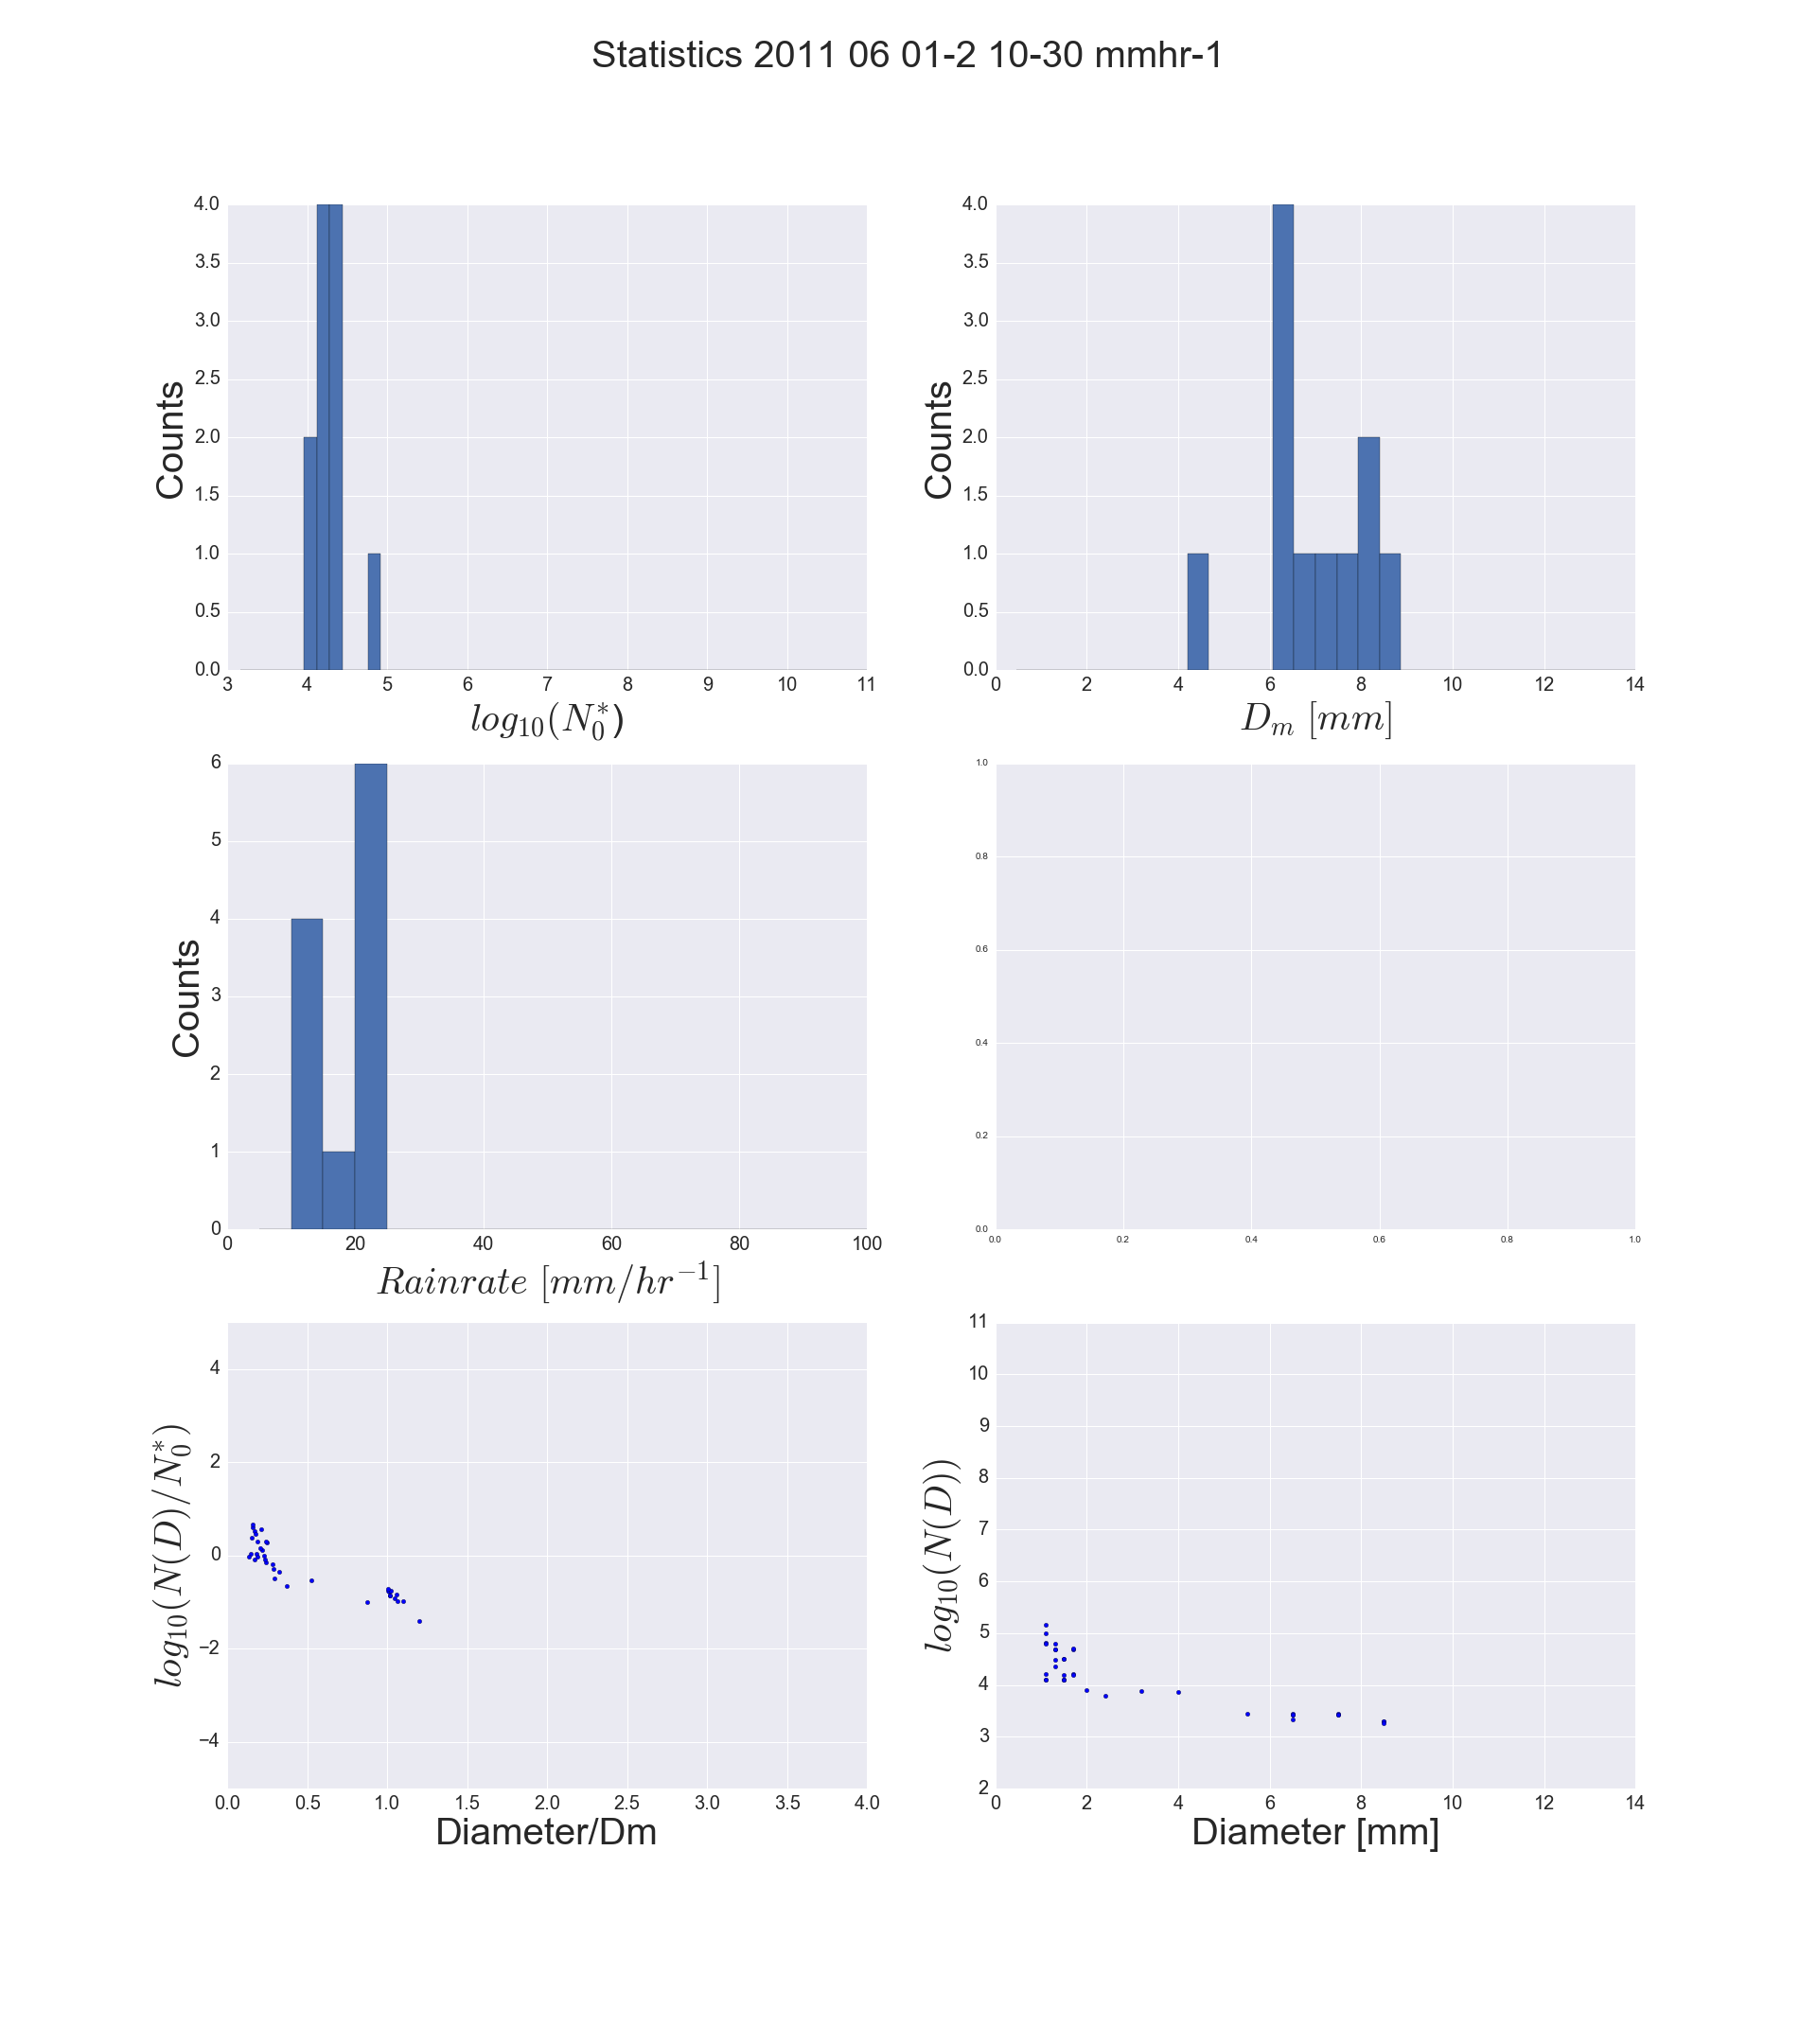 Statistics 2011 06 01-2 10-30 mmhr-1
4.0
3.5
3.0
2.5
2.0
1.5
1.0
0.5
0.0
Counts
3 4 5 6 7 8 9 10 11
log₁₀(N₀*)
4.0
3.5
3.0
2.5
2.0
1.5
1.0
0.5
0.0
Counts
0 2 4 6 8 10 12 14
Dₘ [mm]
6
5
4
3
2
1
0
Counts
0 20 40 60 80 100
Rainrate [mm/hr⁻¹]
1.0
0.8
0.6
0.4
0.2
0.0
0.0 0.2 0.4 0.6 0.8 1.0
4
2
0
−2
−4
log₁₀(N(D)/N₀*)
0.0 0.5 1.0 1.5 2.0 2.5 3.0 3.5 4.0
Diameter/Dm
11
10
9
8
7
6
5
4
3
2
log₁₀(N(D))
0 2 4 6 8 10 12 14
Diameter [mm]